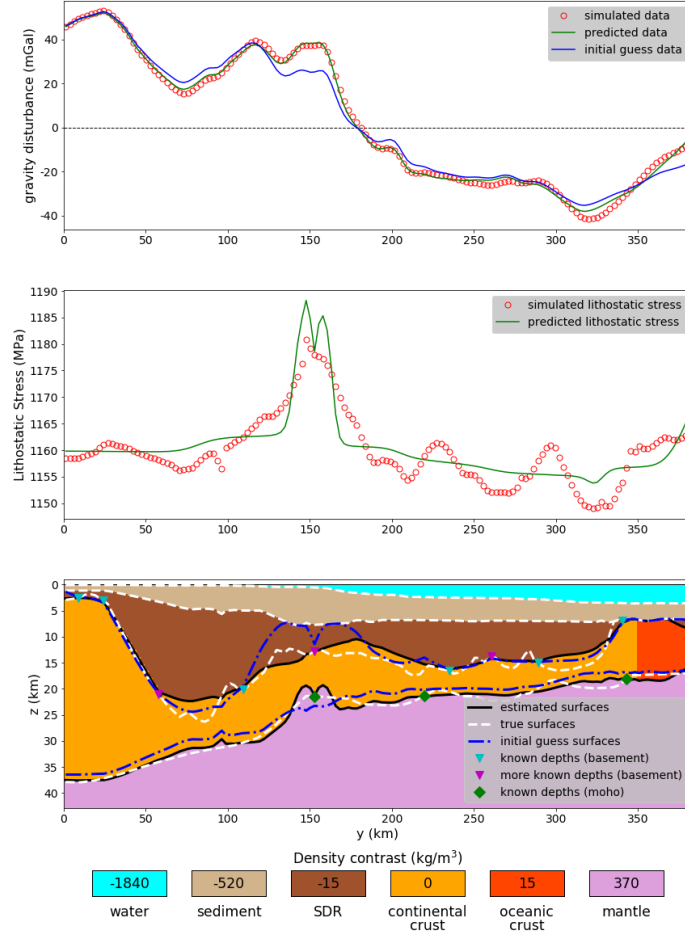 40
20
0
-20
-40
gravity disturbance (mGal)
simulated data
predicted data
initial guess data
0 50 100 150 200 250 300 350
1190
1185
1180
1175
1170
1165
1160
1155
1150
Lithostatic Stress (MPa)
simulated lithostatic stress
predicted lithostatic stress
0 50 100 150 200 250 300 350
0
5
10
15
20
25
30
35
40
z (km)
estimated surfaces
true surfaces
initial guess surfaces
known depths (basement)
more known depths (basement)
known depths (moho)
0 50 100 150 200 250 300 350
y (km)
Density contrast (kg/m³)
-1840 -520 -15 0 15 370
water sediment SDR continental crust oceanic crust mantle